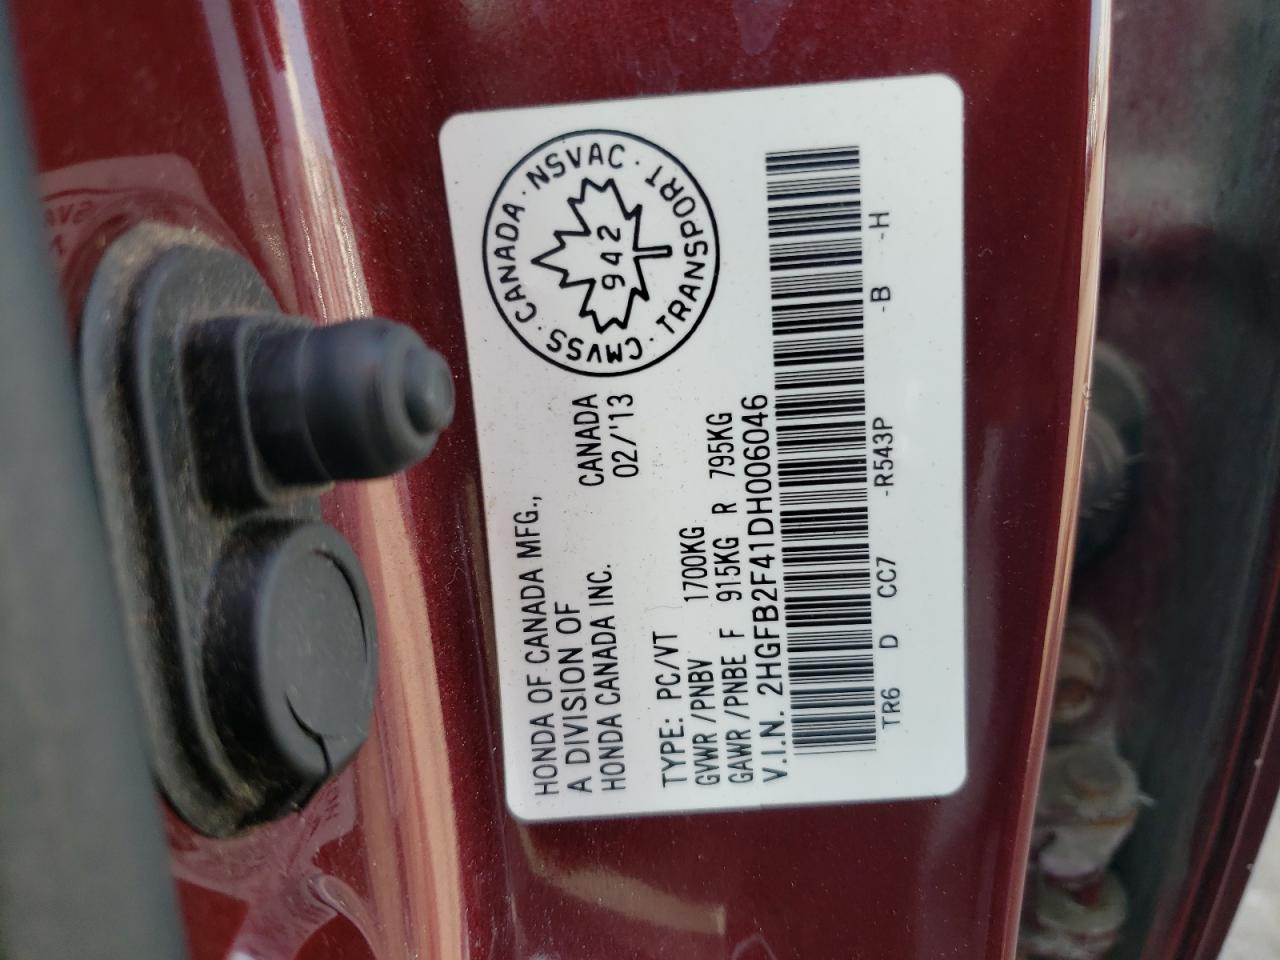 HONDA OF CANADA MFG.,
A DIVISION OF CANADA
HONDA CANADA INC. 02/'13
CMVSS · CANADA · NSVAC · TRANSPORT ·
942
TYPE: PC/VT
GVWR /PNBV 1700KG
GAWR /PNBE F 915KG R 795KG
V.I.N. 2HGFB2F41DH006046
TR6 D CC7 -R543P -B -H